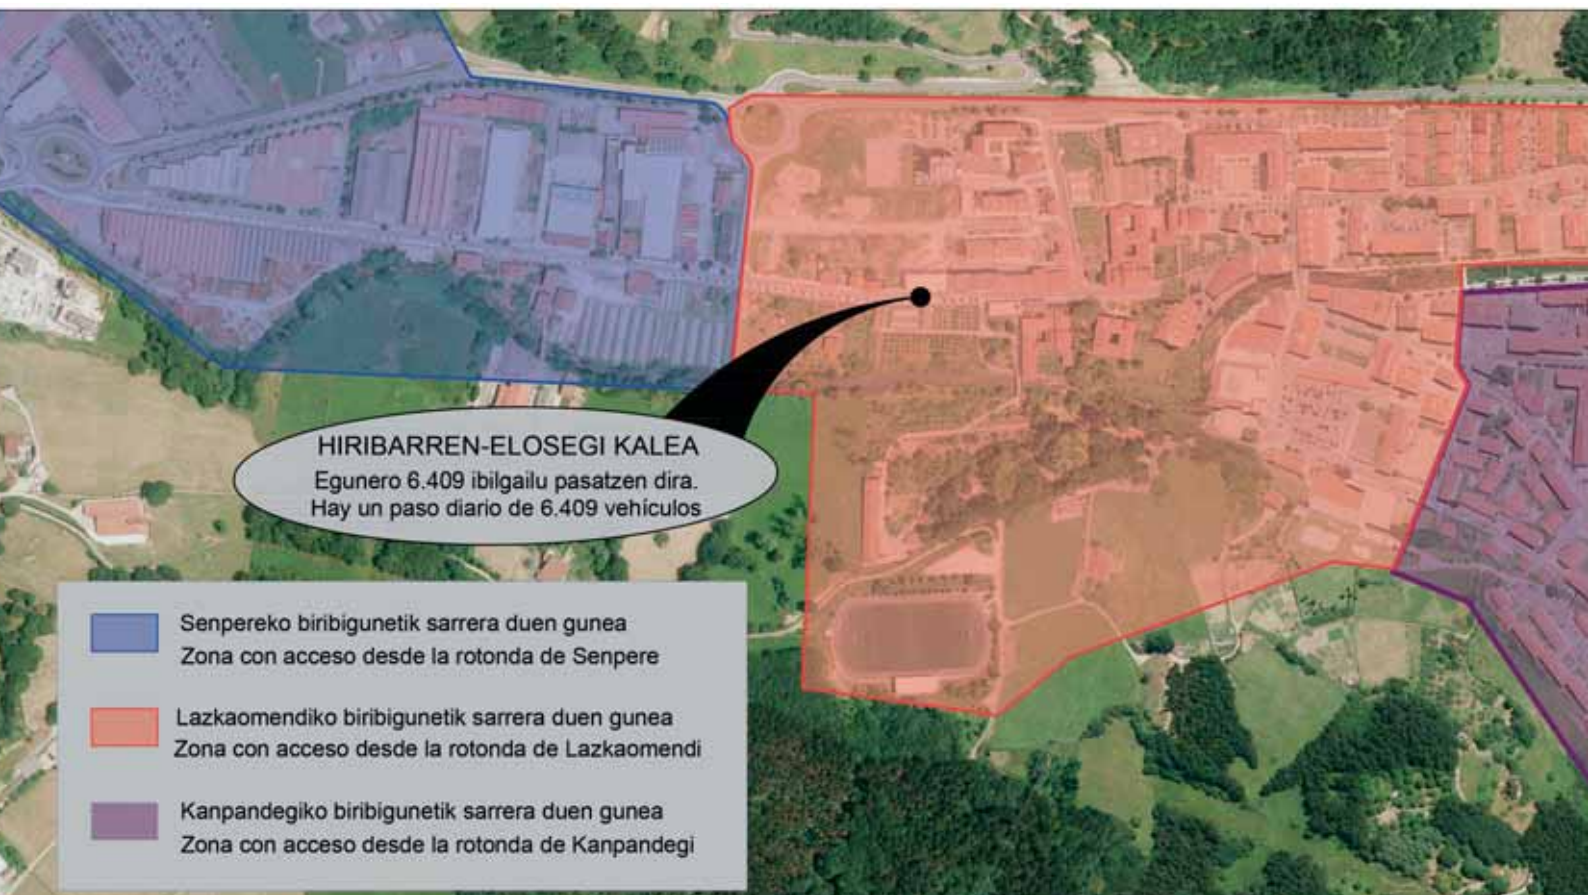 HIRIBARREN-ELOSEGI KALEA
Egunero 6.409 ibilgailu pasatzen dira.
Hay un paso diario de 6.409 vehículos
Senpereko biribigunetik sarrera duen gunea
Zona con acceso desde la rotonda de Senpere
Lazkaomendiko biribigunetik sarrera duen gunea
Zona con acceso desde la rotonda de Lazkaomendi
Kanpandegiko biribigunetik sarrera duen gunea
Zona con acceso desde la rotonda de Kanpandegi